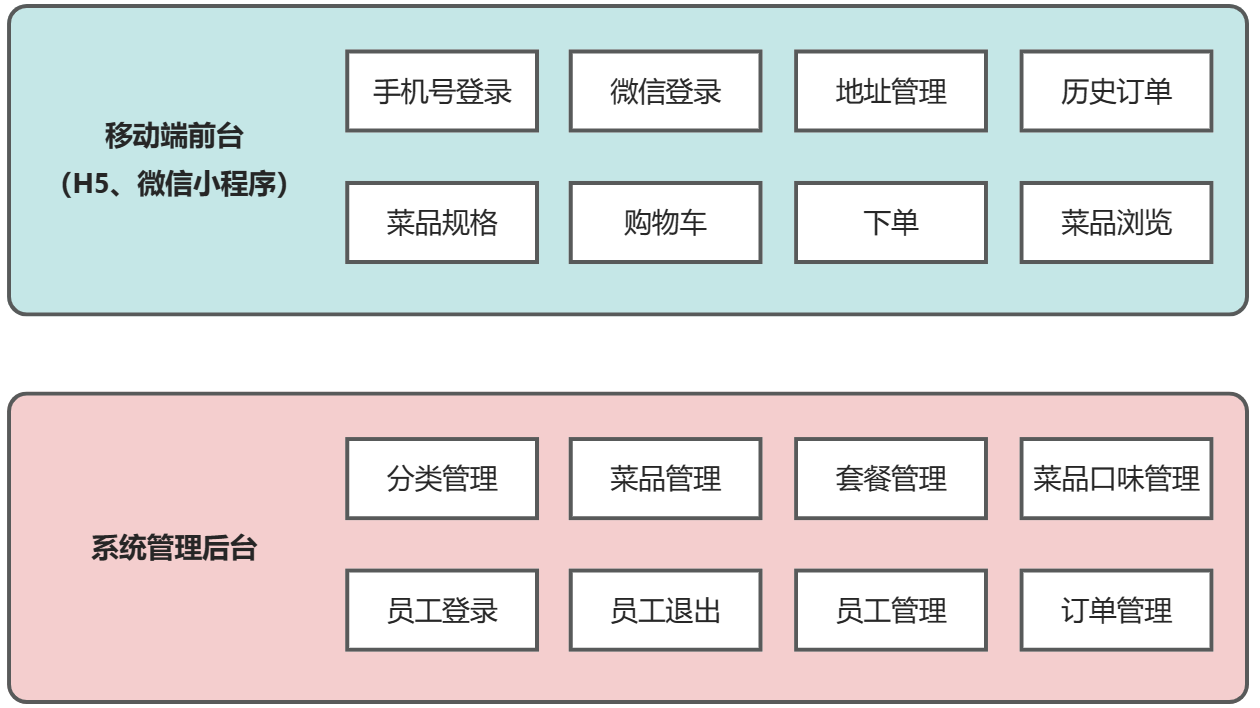 移动端前台
（H5、微信小程序）
手机号登录
微信登录
地址管理
历史订单
菜品规格
购物车
下单
菜品浏览
系统管理后台
分类管理
菜品管理
套餐管理
菜品口味管理
员工登录
员工退出
员工管理
订单管理